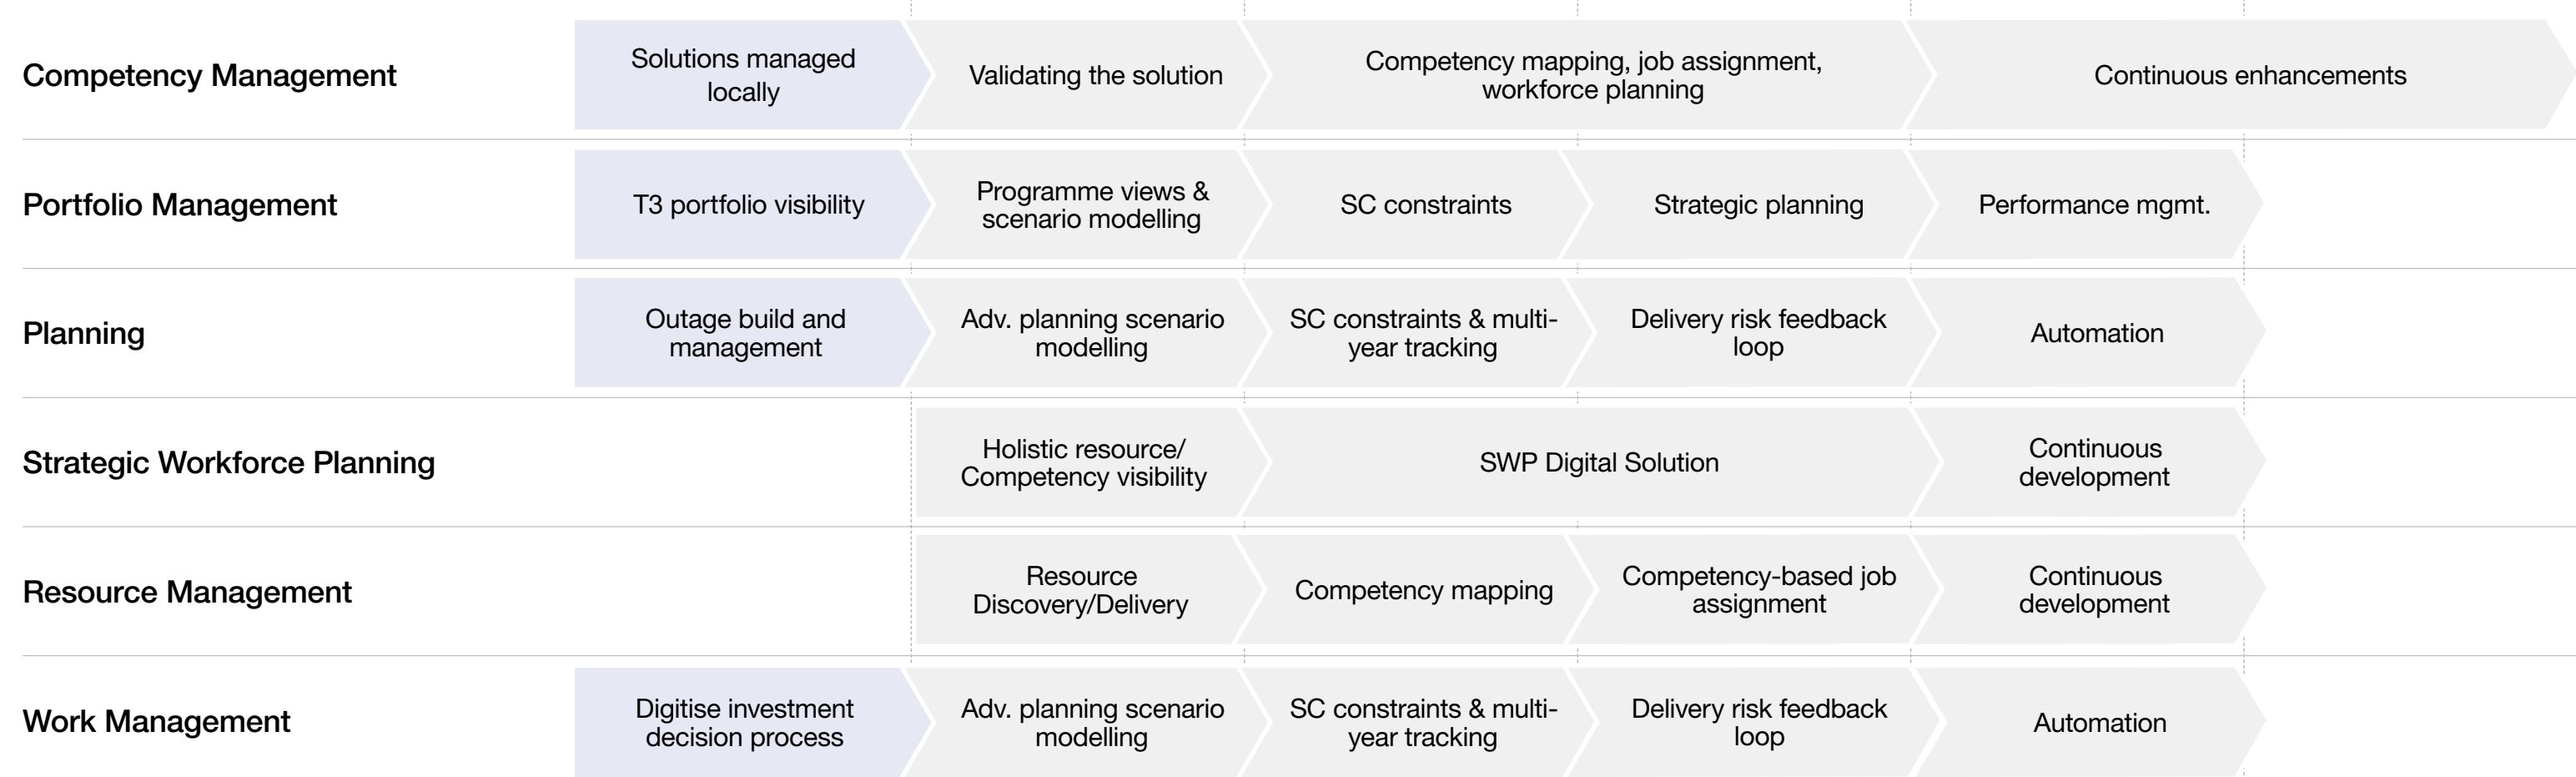 Competency Management
Solutions managed
locally
Validating the solution
Competency mapping, job assignment,
workforce planning
Continuous enhancements
Portfolio Management
T3 portfolio visibility
Programme views &
scenario modelling
SC constraints
Strategic planning
Performance mgmt.
Planning
Outage build and
management
Adv. planning scenario
modelling
SC constraints & multi-
year tracking
Delivery risk feedback
loop
Automation
Strategic Workforce Planning
Holistic resource/
Competency visibility
SWP Digital Solution
Continuous
development
Resource Management
Resource
Discovery/Delivery
Competency mapping
Competency-based job
assignment
Continuous
development
Work Management
Digitise investment
decision process
Adv. planning scenario
modelling
SC constraints & multi-
year tracking
Delivery risk feedback
loop
Automation